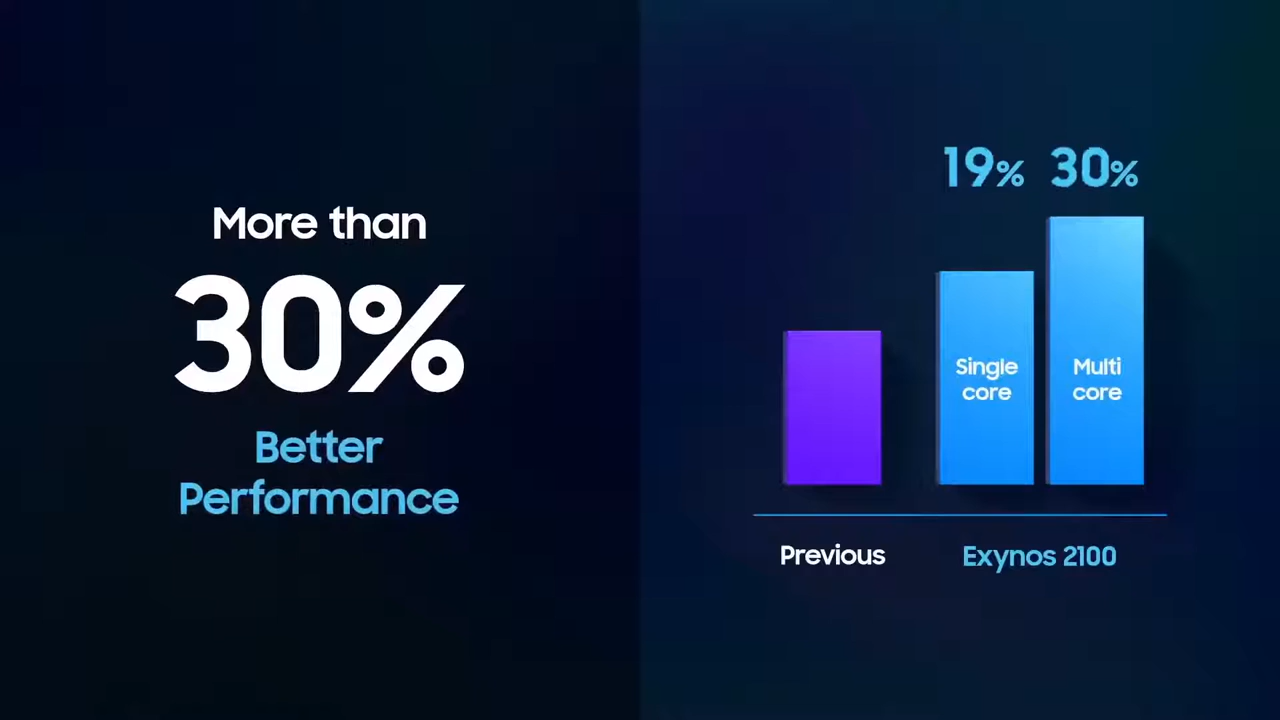 More than
30%
Better
Performance
19% 30%
Single
core
Multi
core
Previous
Exynos 2100